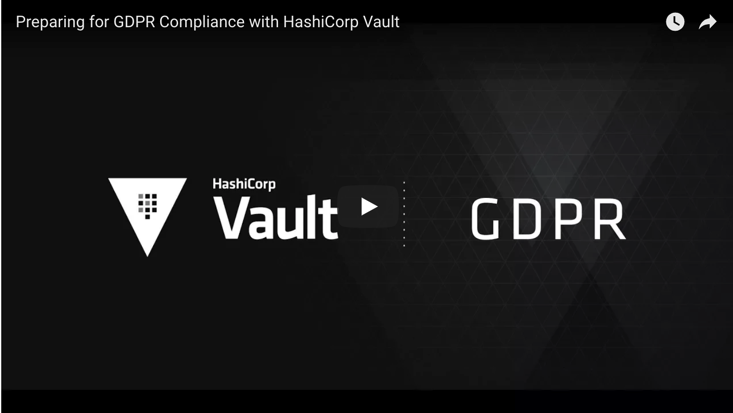 Preparing for GDPR Compliance with HashiCorp Vault
HashiCorp
Vault
GDPR